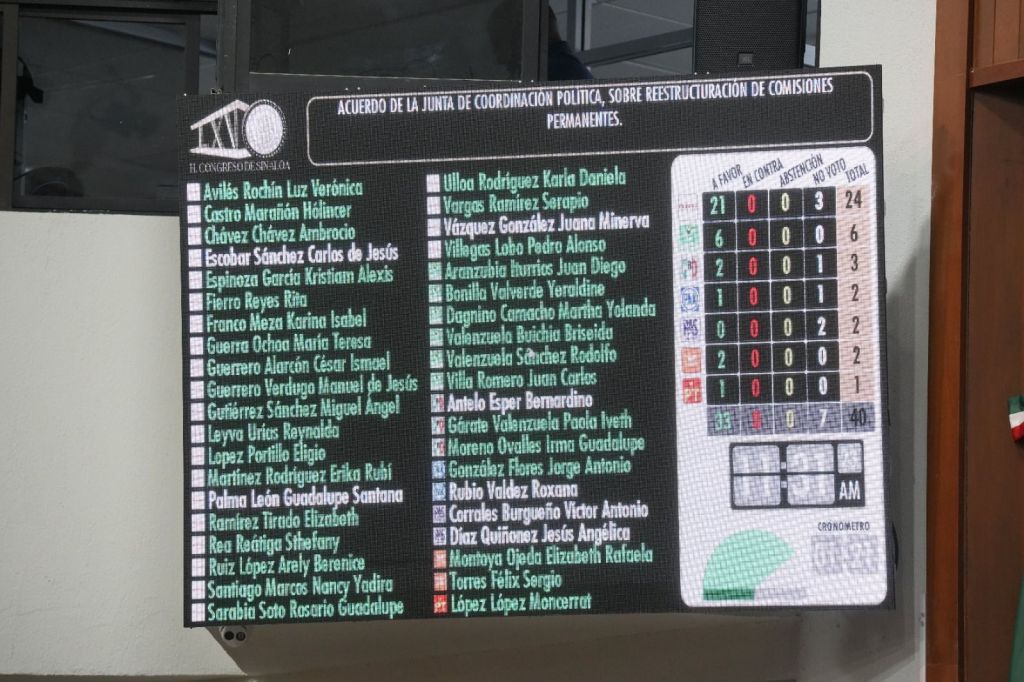 ACUERDO DE LA JUNTA DE COORDINACIÓN POLÍTICA, SOBRE REESTRUCTURACIÓN DE COMISIONES
PERMANENTES.
LXIV
H. CONGRESO DE SINALOA
Avilés Rochín Luz Verónica
Castro Marañón Hólincer
Chávez Chávez Ambrocio
Escobar Sánchez Carlos de Jesús
Espinoza García Kristiam Alexis
Fierro Reyes Rita
Franco Meza Karina Isabel
Guerra Ochoa María Teresa
Guerrero Alarcón César Ismael
Guerrero Verdugo Manuel de Jesús
Gutiérrez Sánchez Miguel Ángel
Leyva Urías Reynalda
Lopez Portillo Eligio
Martínez Rodríguez Erika Rubí
Palma León Guadalupe Santana
Ramírez Tirado Elizabeth
Rea Reátiga Sthefany
Ruiz López Arely Berenice
Santiago Marcos Nancy Yadira
Sarabia Soto Rosario Guadalupe
Ulloa Rodríguez Karla Daniela
Vargas Ramírez Serapio
Vázquez González Juana Minerva
Villegas Lobo Pedro Alonso
Aranzubia Iturrios Juan Diego
Bonilla Valverde Yeraldine
Dagnino Camacho Martha Yolanda
Valenzuela Buichia Briseida
Valenzuela Sánchez Rodolfo
Villa Romero Juan Carlos
Antelo Esper Bernardino
Gárate Valenzuela Paola Iveth
Moreno Ovalles Irma Guadalupe
González Flores Jorge Antonio
Rubio Valdez Roxana
Corrales Burgueño Victor Antonio
Díaz Quiñonez Jesús Angélica
Montoya Ojeda Elizabeth Rafaela
Torres Félix Sergio
PT López López Moncerrat
A FAVOR EN CONTRA ABSTENCIÓN NO VOTO TOTAL
21 0 0 3 24
6 0 0 0 6
2 0 0 1 3
PAN 1 0 0 1 2
PAS 0 0 0 2 2
2 0 0 0 2
PT 1 0 0 0 1
33 0 0 7 40
AM
CRONOMETRO
JBL